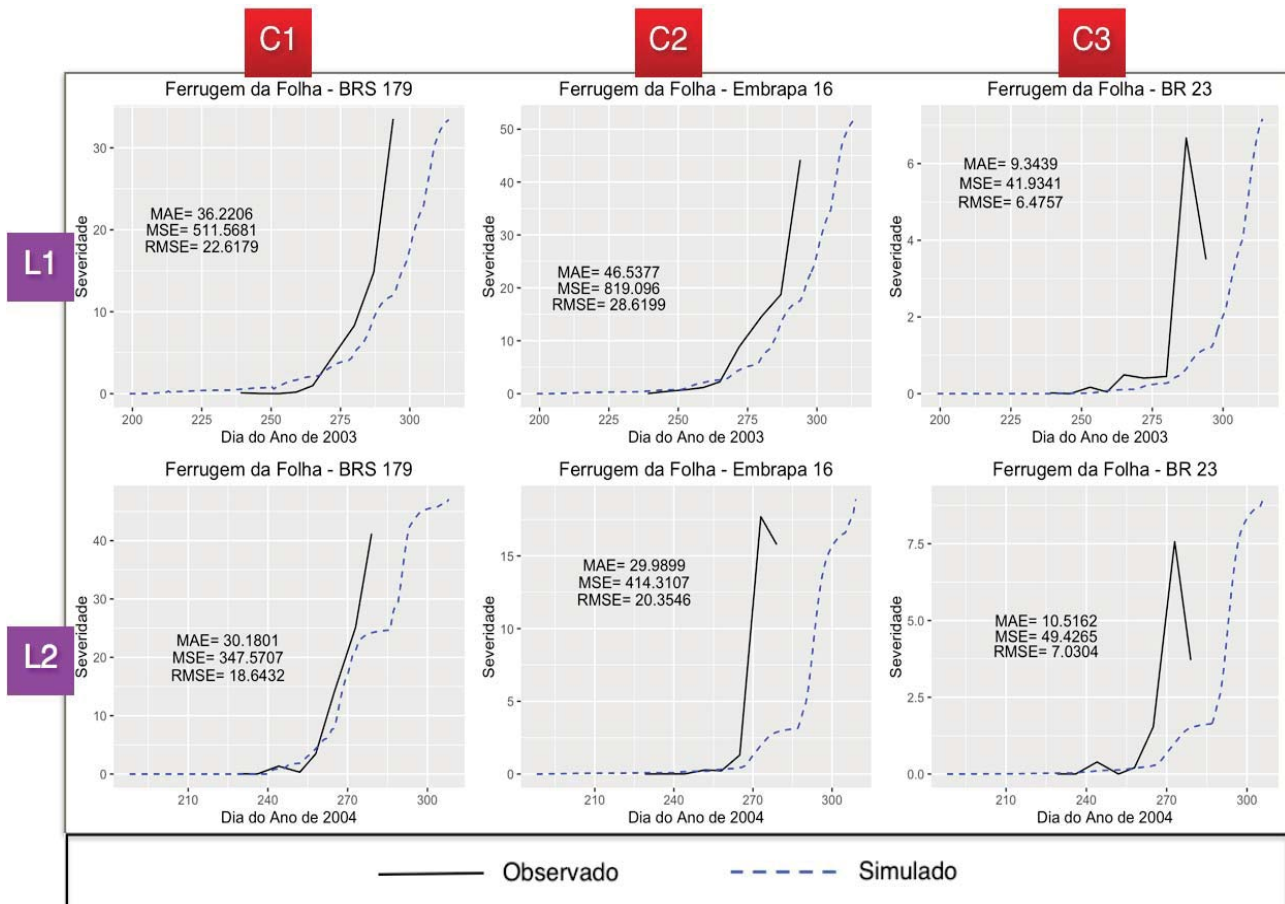 C1
C2
C3
L1
Ferrugem da Folha - BRS 179
Severidade
30
20
10
0
MAE= 36.2206
MSE= 511.5681
RMSE= 22.6179
200
225
250
275
300
Dia do Ano de 2003
Ferrugem da Folha - Embrapa 16
Severidade
50
40
30
20
10
0
MAE= 46.5377
MSE= 819.096
RMSE= 28.6199
200
225
250
275
300
Dia do Ano de 2003
Ferrugem da Folha - BR 23
Severidade
6
4
2
0
MAE= 9.3439
MSE= 41.9341
RMSE= 6.4757
200
225
250
275
300
Dia do Ano de 2003
L2
Ferrugem da Folha - BRS 179
Severidade
40
30
20
10
0
MAE= 30.1801
MSE= 347.5707
RMSE= 18.6432
210
240
270
300
Dia do Ano de 2004
Ferrugem da Folha - Embrapa 16
Severidade
15
10
5
0
MAE= 29.9899
MSE= 414.3107
RMSE= 20.3546
210
240
270
300
Dia do Ano de 2004
Ferrugem da Folha - BR 23
Severidade
7.5
5.0
2.5
0.0
MAE= 10.5162
MSE= 49.4265
RMSE= 7.0304
210
240
270
300
Dia do Ano de 2004
Observado
Simulado